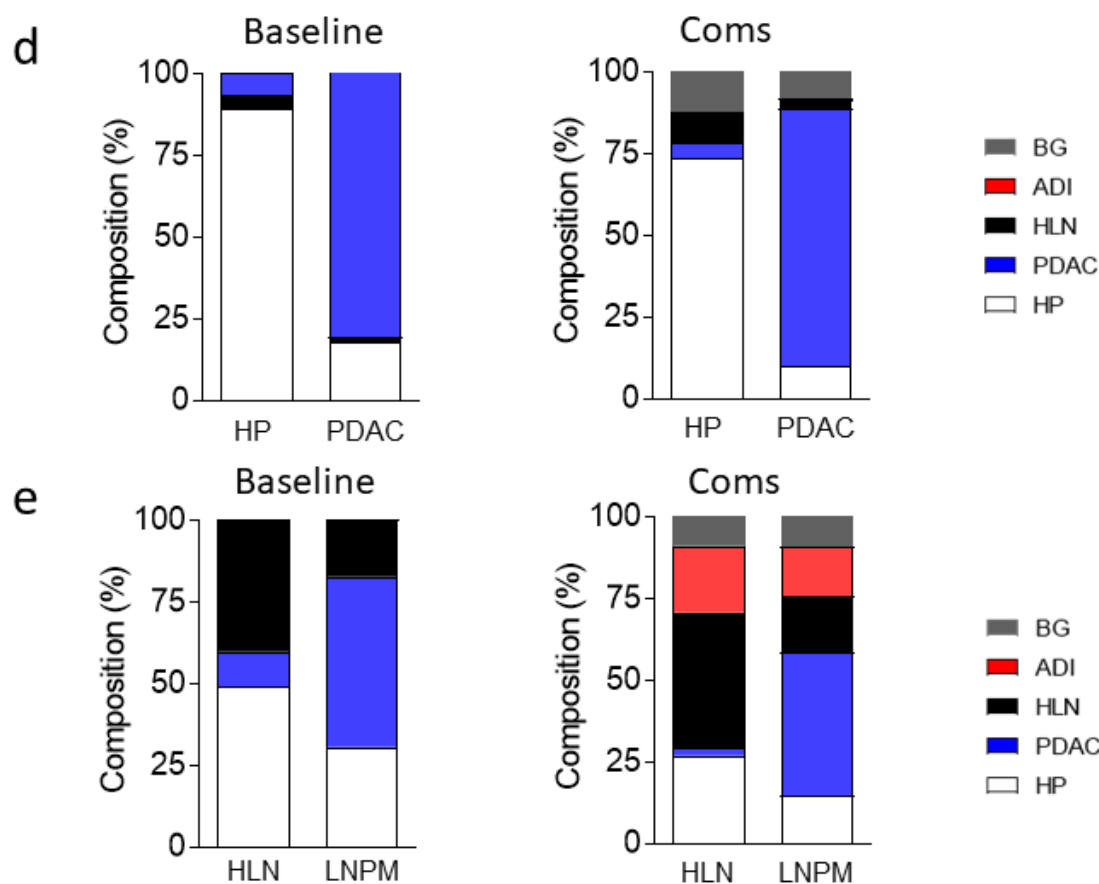 d
Baseline
Coms
Composition (%)
100
75
50
25
0
HP PDAC
Composition (%)
100
75
50
25
0
HP PDAC
BG
ADI
HLN
PDAC
HP
e
Baseline
Coms
Composition (%)
100
75
50
25
0
HLN LNPM
Composition (%)
100
75
50
25
0
HLN LNPM
BG
ADI
HLN
PDAC
HP